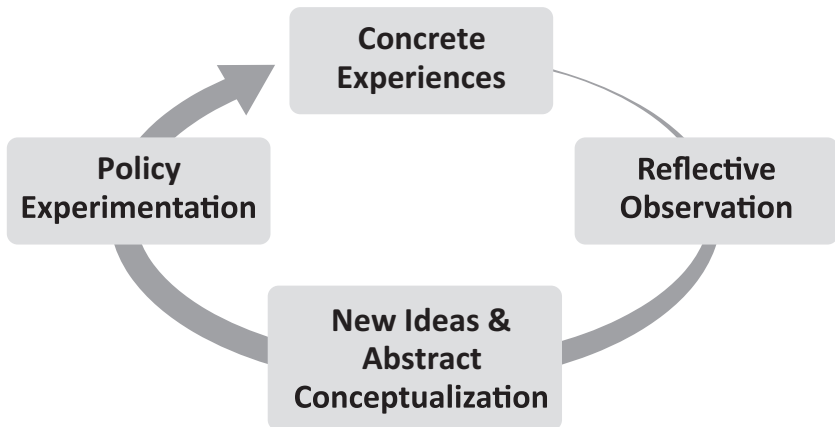 Concrete
Experiences
Reflective
Observation
New Ideas &
Abstract
Conceptualization
Policy
Experimentation